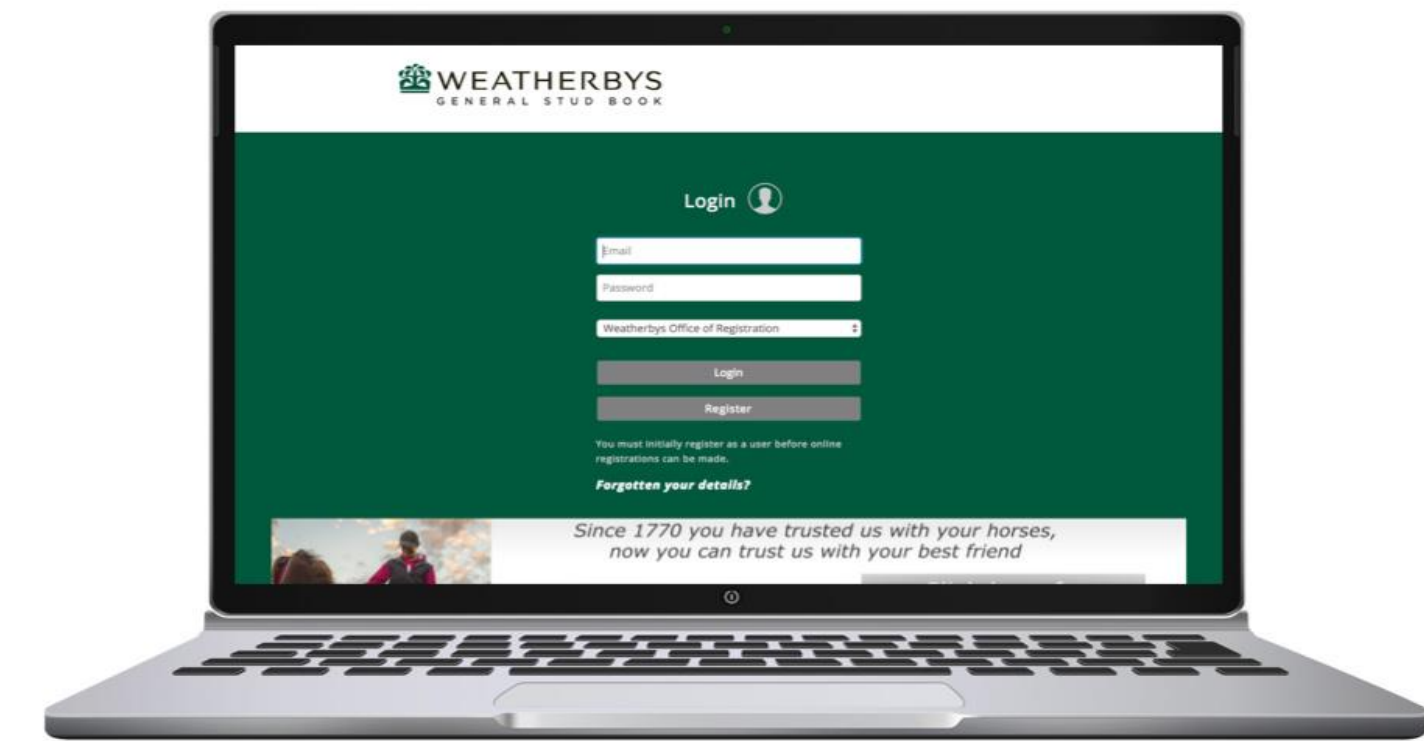 WEATHERBYS
GENERAL STUD BOOK
Login
Email
Password
Weatherbys Office of Registration
Login
Register
You must initially register as a user before online
registrations can be made.
Forgotten your details?
Since 1770 you have trusted us with your horses,
now you can trust us with your best friend